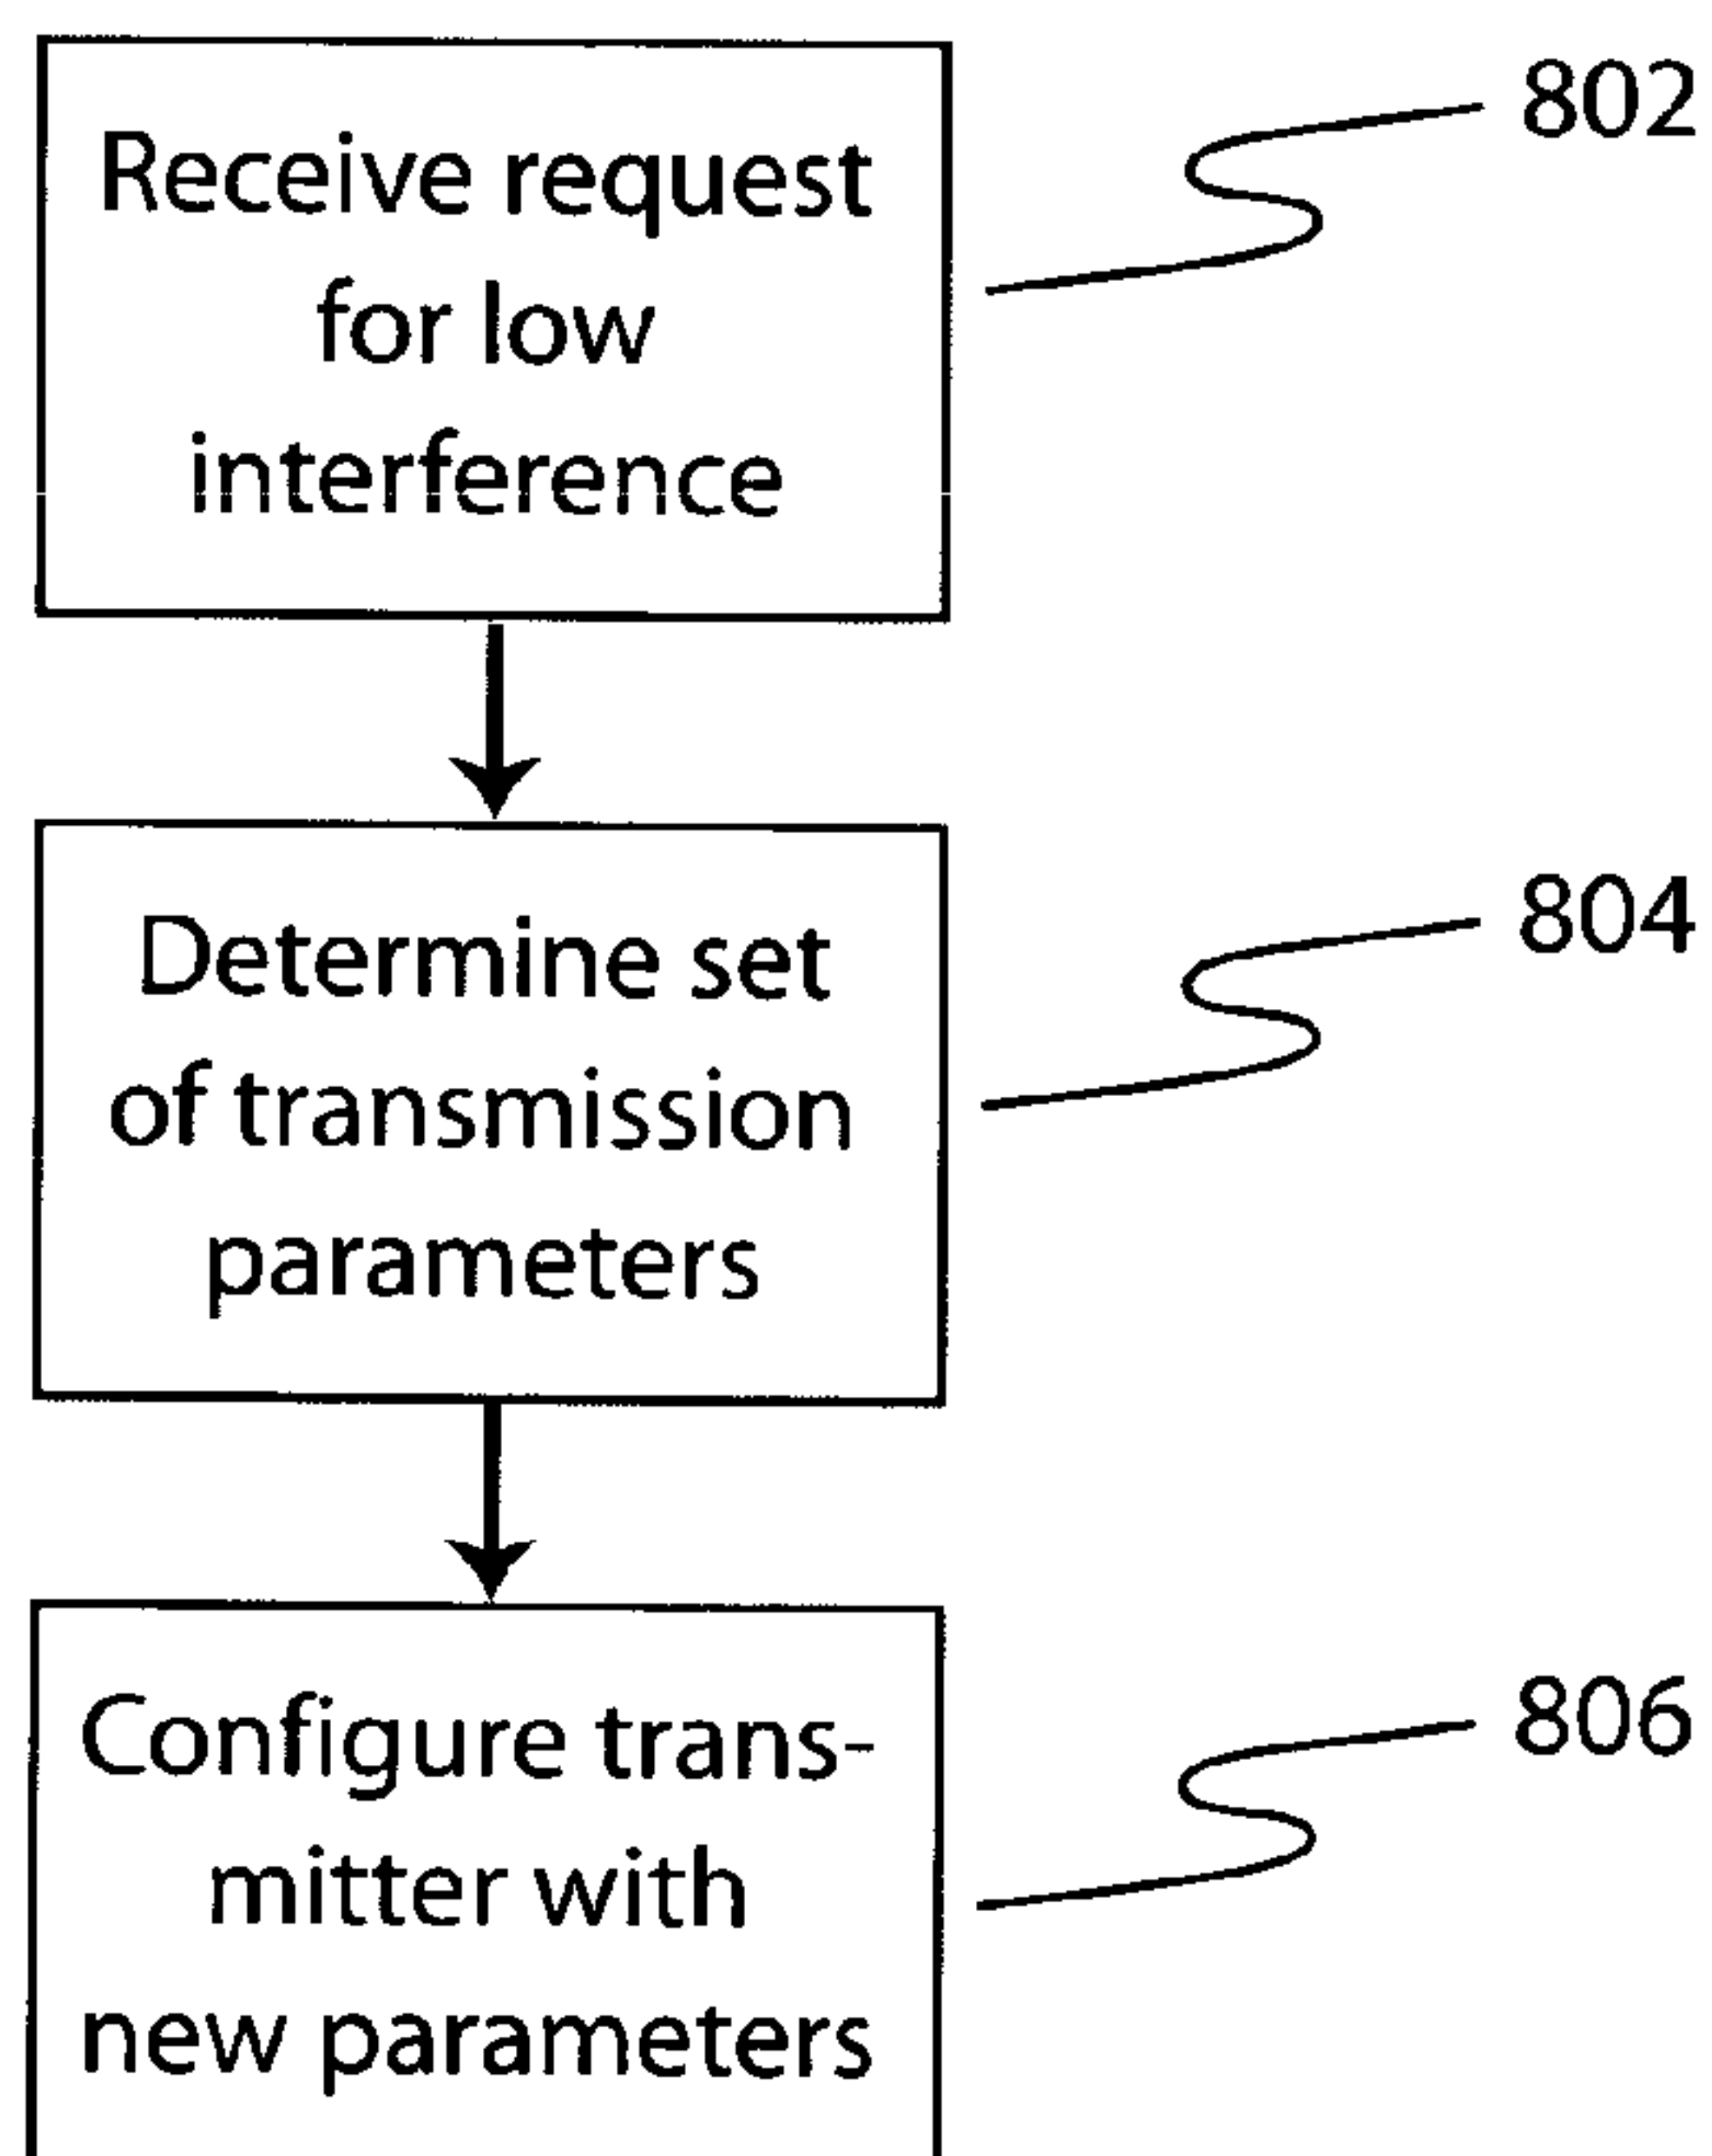 Receive request
for low
interference
802
Determine set
of transmission
parameters
804
Configure trans-
mitter with
new parameters
806